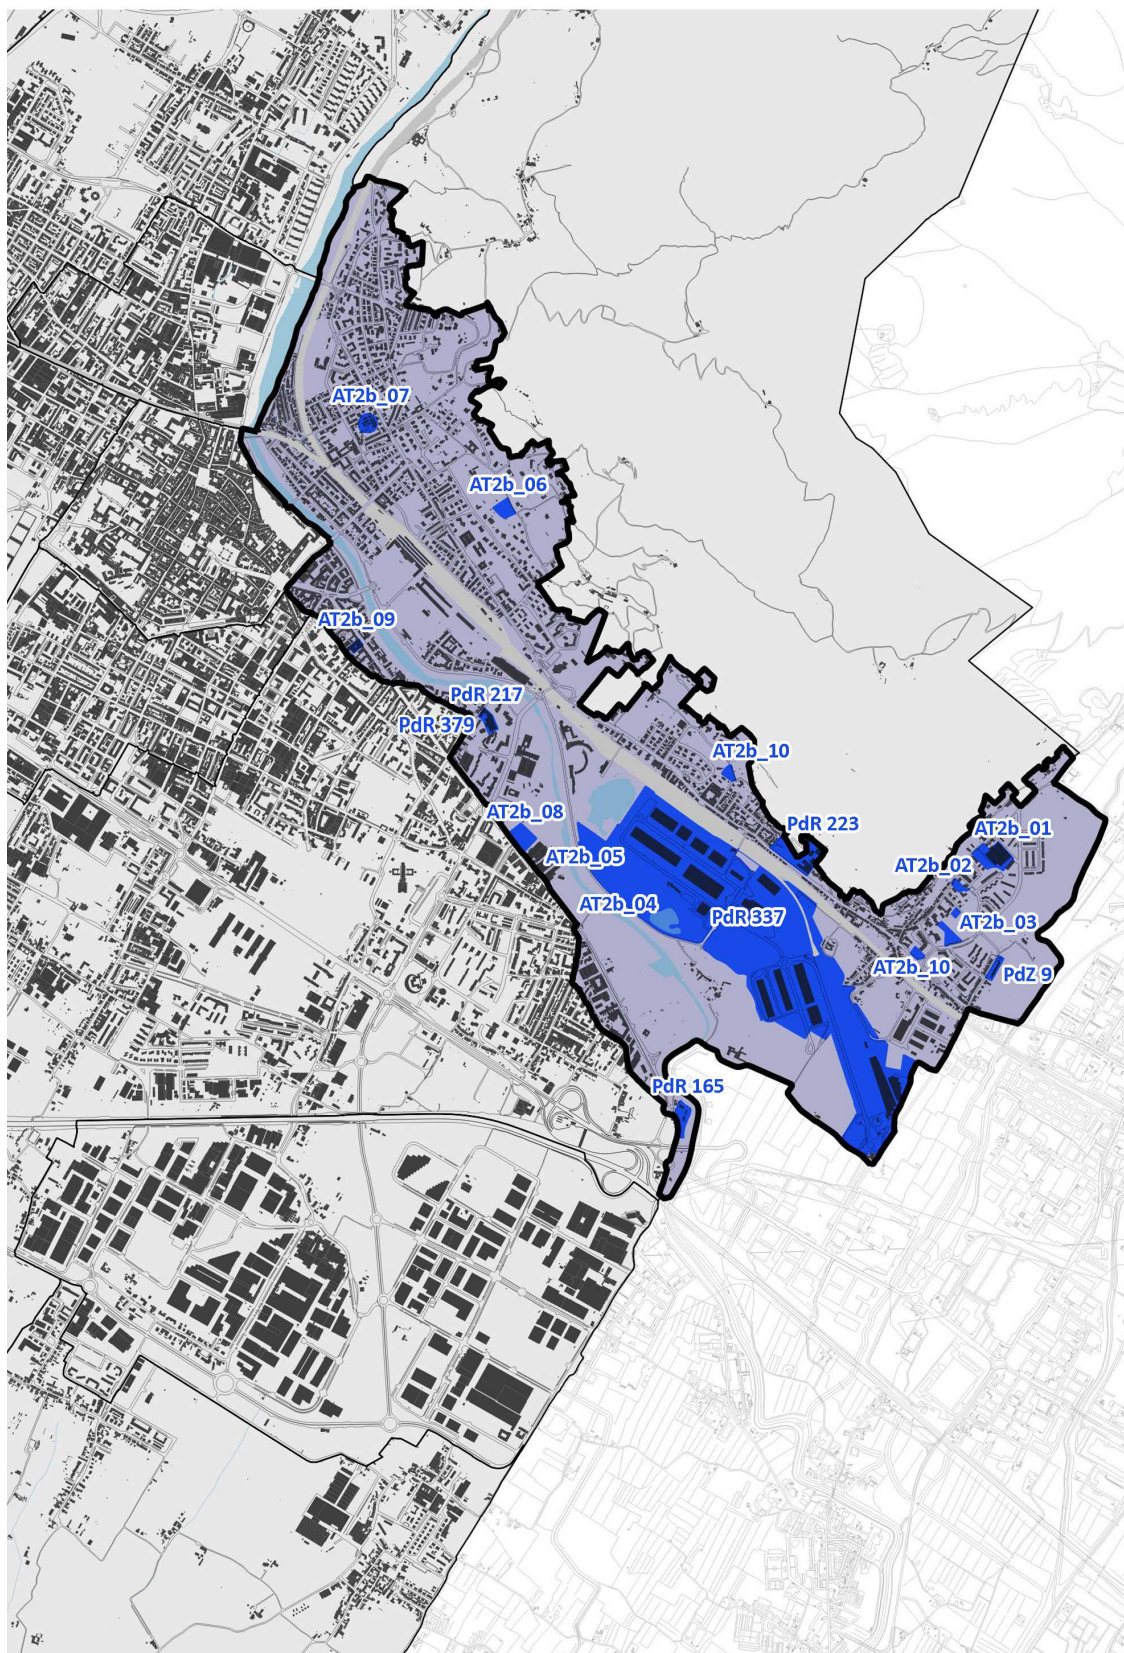 AT2b_07
AT2b_06
AT2b_09
PdR 217
PdR 379
AT2b_10
AT2b_08
PdR 223
AT2b_01
AT2b_05
AT2b_02
AT2b_04
PdR 337
AT2b_03
AT2b_10
PdZ 9
PdR 165